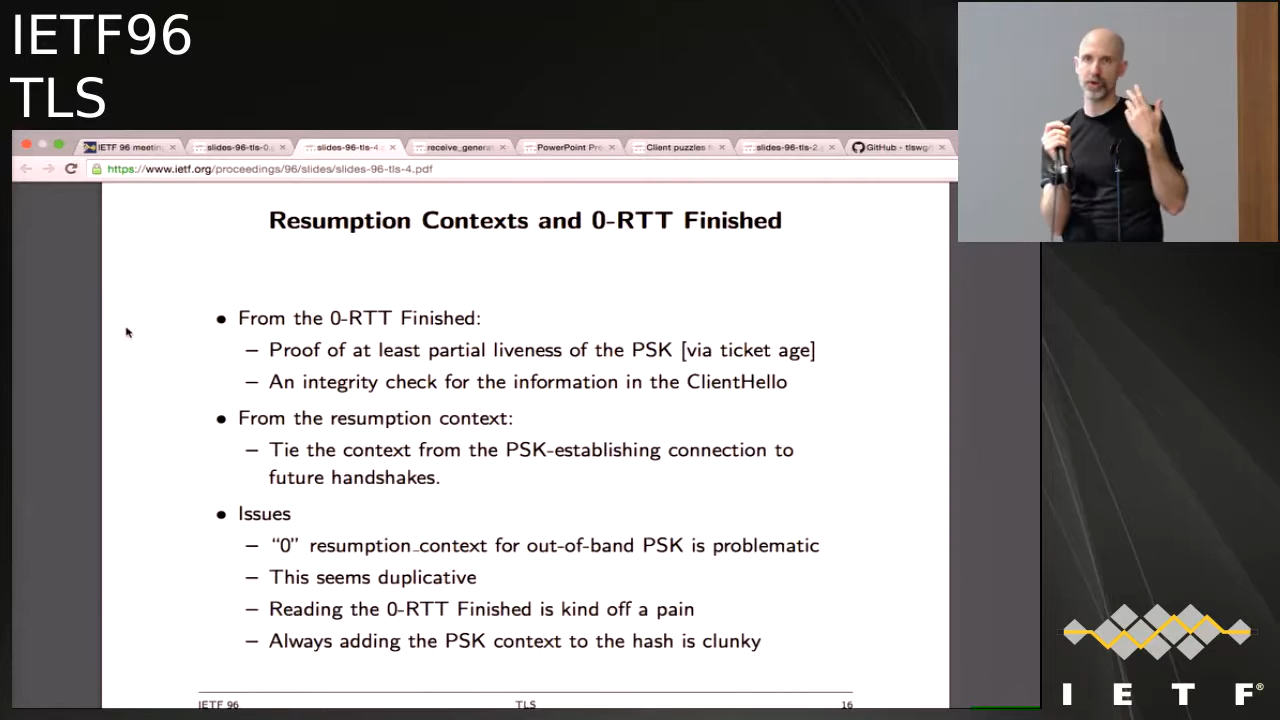 IETF96
TLS
IETF 96 meetin
slides-96-tls-0.
slides-96-tls-4.
receive_genera
PowerPoint Pre
Client puzzles f
slides-96-tls-2.
GitHub - tlswg/
https://www.ietf.org/proceedings/96/slides/slides-96-tls-4.pdf
Resumption Contexts and 0-RTT Finished
• From the 0-RTT Finished:
– Proof of at least partial liveness of the PSK [via ticket age]
– An integrity check for the information in the ClientHello
• From the resumption context:
– Tie the context from the PSK-establishing connection to
future handshakes.
• Issues
– “0” resumption_context for out-of-band PSK is problematic
– This seems duplicative
– Reading the 0-RTT Finished is kind off a pain
– Always adding the PSK context to the hash is clunky
IETF 96 TLS 16
I E T F®